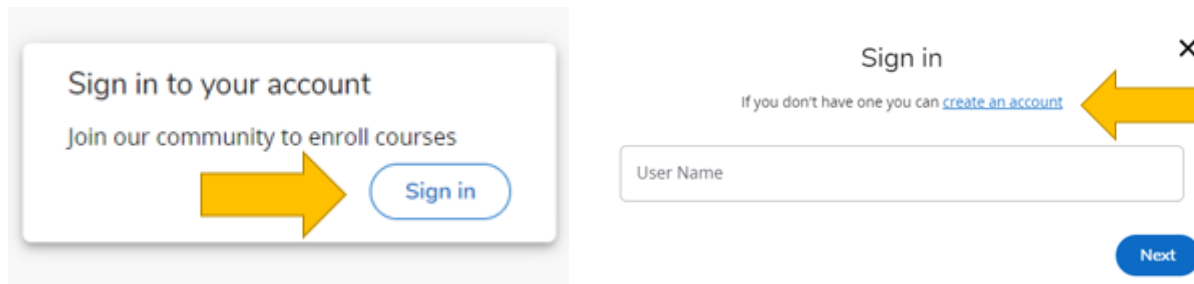 Sign in to your account
Join our community to enroll courses
Sign in
Sign in
If you don't have one you can create an account
User Name
Next